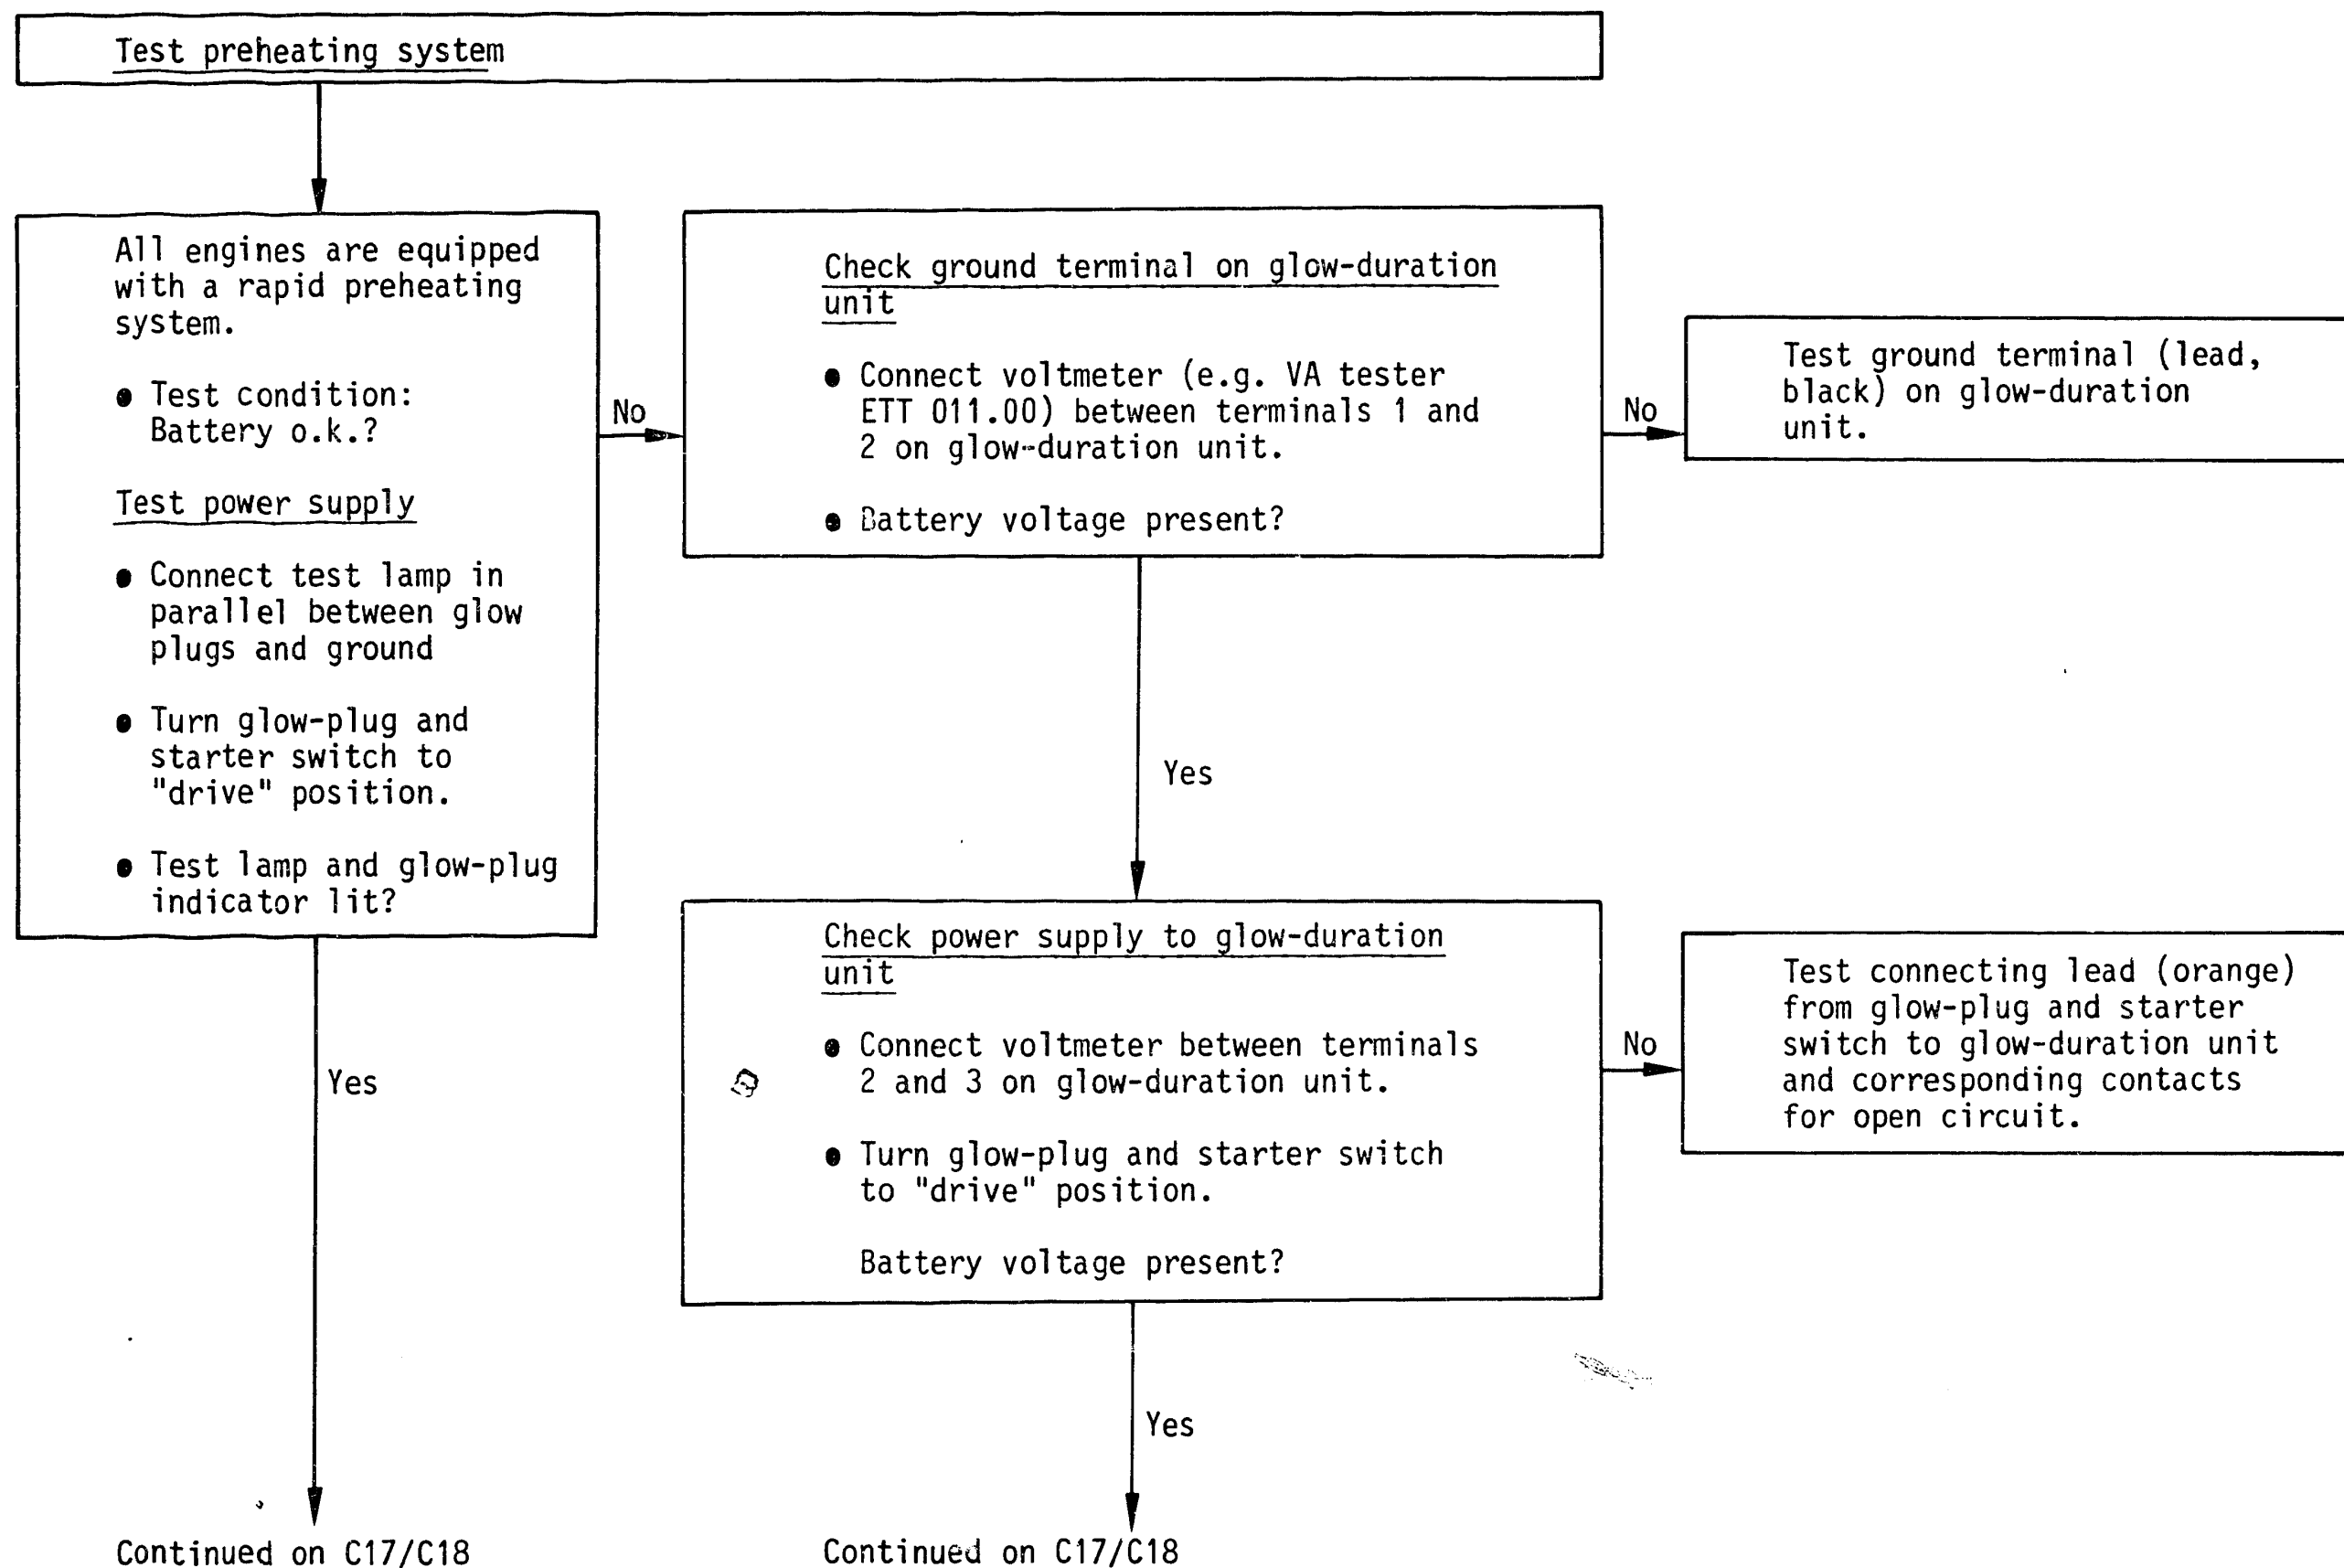 Test preheating system
All engines are equipped
with a rapid preheating
system.
● Test condition:
Battery o.k.?
Test power supply
● Connect test lamp in
parallel between glow
plugs and ground
● Turn glow-plug and
starter switch to
"drive" position.
● Test lamp and glow-plug
indicator lit?
No
Check ground terminal on glow-duration
unit
● Connect voltmeter (e.g. VA tester
ETT 011.00) between terminals 1 and
2 on glow-duration unit.
● Battery voltage present?
No
Test ground terminal (lead,
black) on glow-duration
unit.
Yes
Yes
Check power supply to glow-duration
unit
● Connect voltmeter between terminals
2 and 3 on glow-duration unit.
● Turn glow-plug and starter switch
to "drive" position.
Battery voltage present?
No
Test connecting lead (orange)
from glow-plug and starter
switch to glow-duration unit
and corresponding contacts
for open circuit.
Yes
Continued on C17/C18
Continued on C17/C18